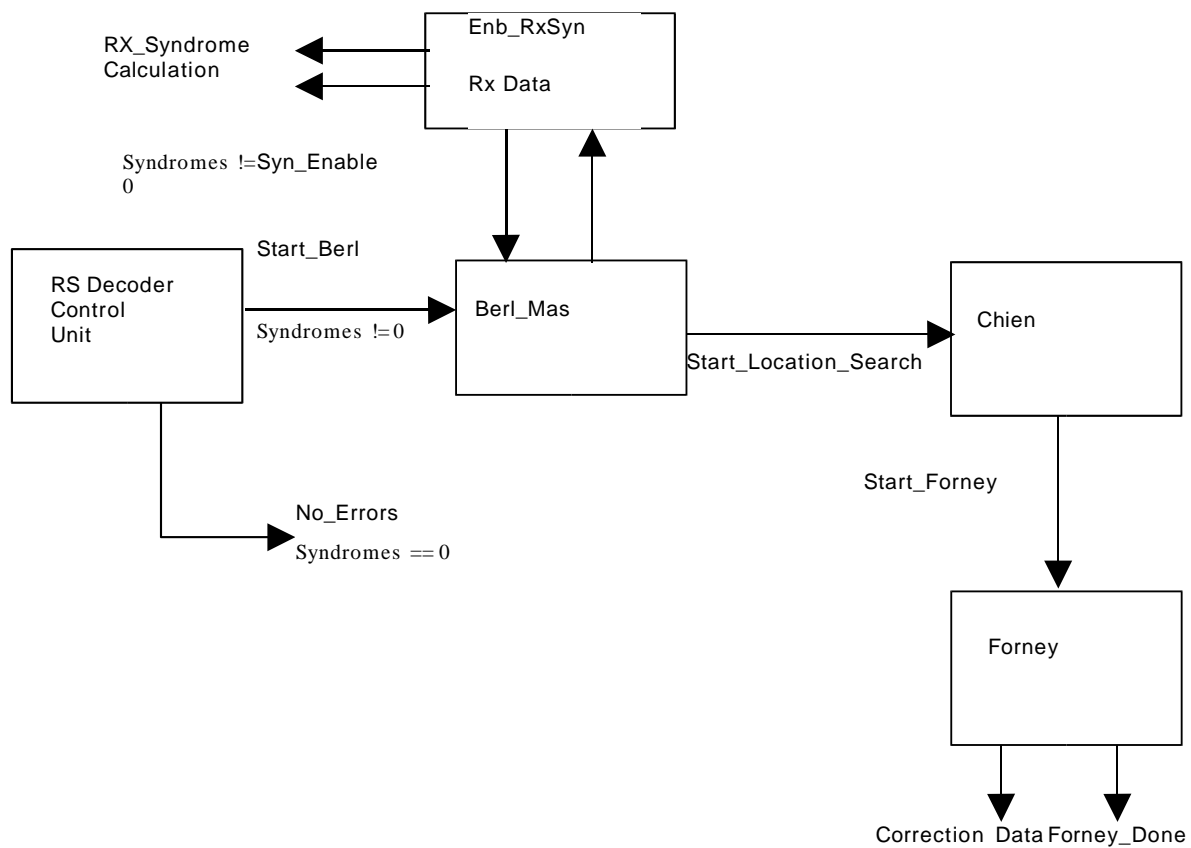 Enb_RxSyn
RX_Syndrome
Calculation
Rx Data
Syndromes !=Syn_Enable
0
Start_Berl
RS Decoder
Control
Unit
Syndromes !=0
Berl_Mas
Chien
Start_Location_Search
Start_Forney
No_Errors
Syndromes ==0
Forney
Correction Data Forney_Done